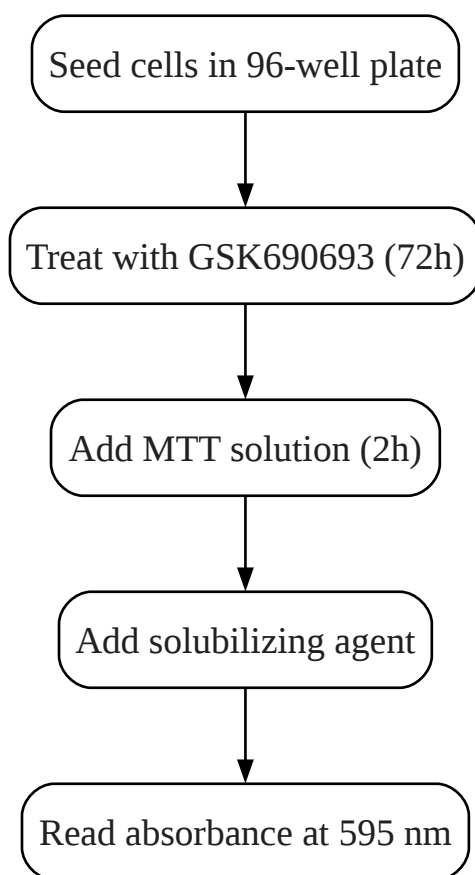 Seed cells in 96-well plate
Treat with GSK690693 (72h)
Add MTT solution (2h)
Add solubilizing agent
Read absorbance at 595 nm